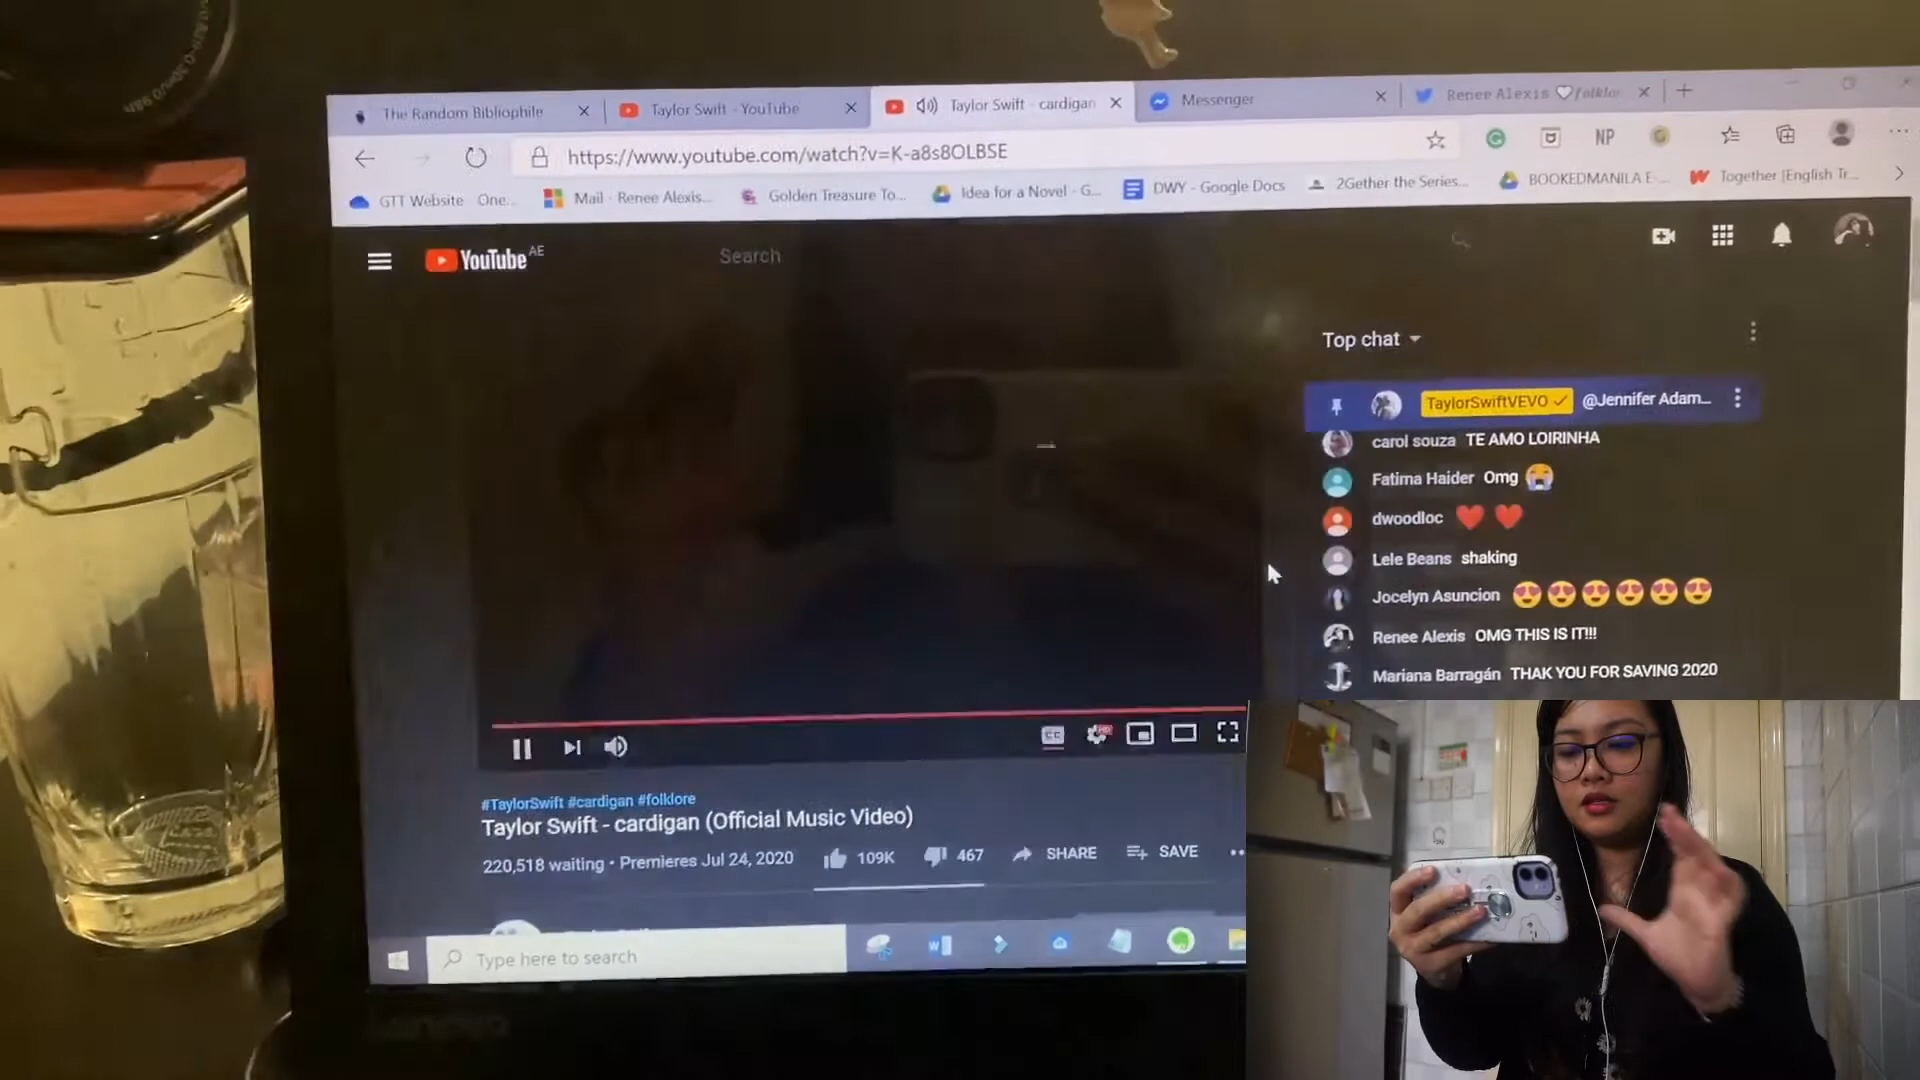 The Random Bibliophile
Taylor Swift - YouTube
Taylor Swift - cardigan
Messenger
Renee Alexis ♡folklor
https://www.youtube.com/watch?v=K-a8s8OLBSE
NP
GTT Website - One...
Mail - Renee Alexis...
Golden Treasure To...
Idea for a Novel - G...
DWY - Google Docs
2Gether the Series...
BOOKEDMANILA E-...
Together [English Tr...
YouTube AE
Search
Top chat
TaylorSwiftVEVO @Jennifer Adam...
carol souza TE AMO LOIRINHA
Fatima Haider Omg 😭
dwoodloc ❤️ ❤️
Lele Beans shaking
Jocelyn Asuncion 😍😍😍😍😍😍
Renee Alexis OMG THIS IS IT!!!
Mariana Barragán THAK YOU FOR SAVING 2020
CC
HD
#TaylorSwift #cardigan #folklore
Taylor Swift - cardigan (Official Music Video)
220,518 waiting • Premieres Jul 24, 2020
109K
467
SHARE
SAVE
Type here to search